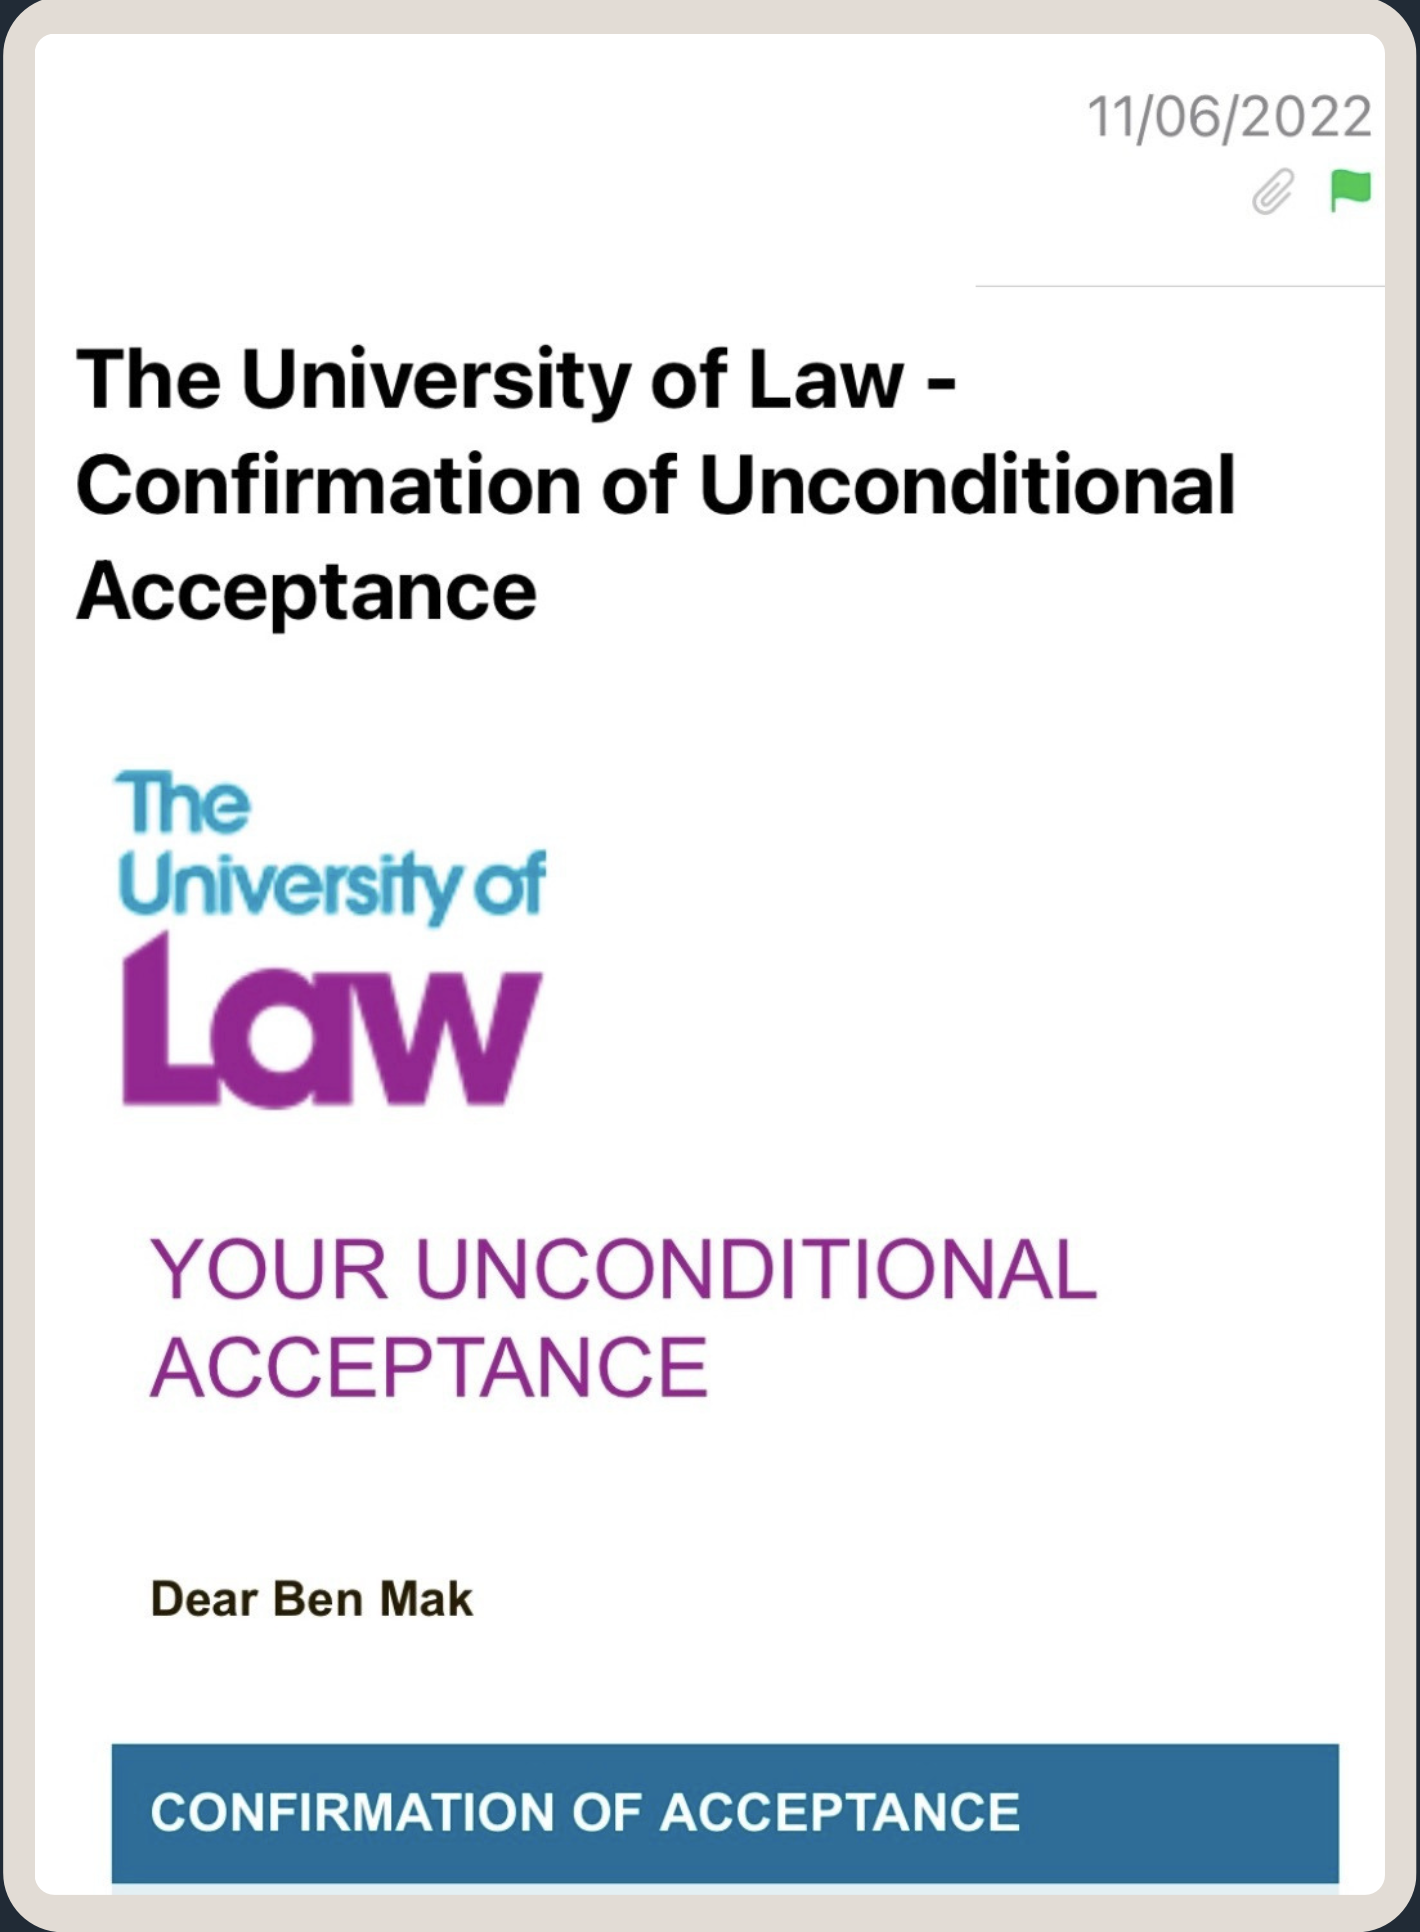 11/06/2022
The University of Law -
Confirmation of Unconditional
Acceptance
The
University of
Law
YOUR UNCONDITIONAL
ACCEPTANCE
Dear Ben Mak
CONFIRMATION OF ACCEPTANCE